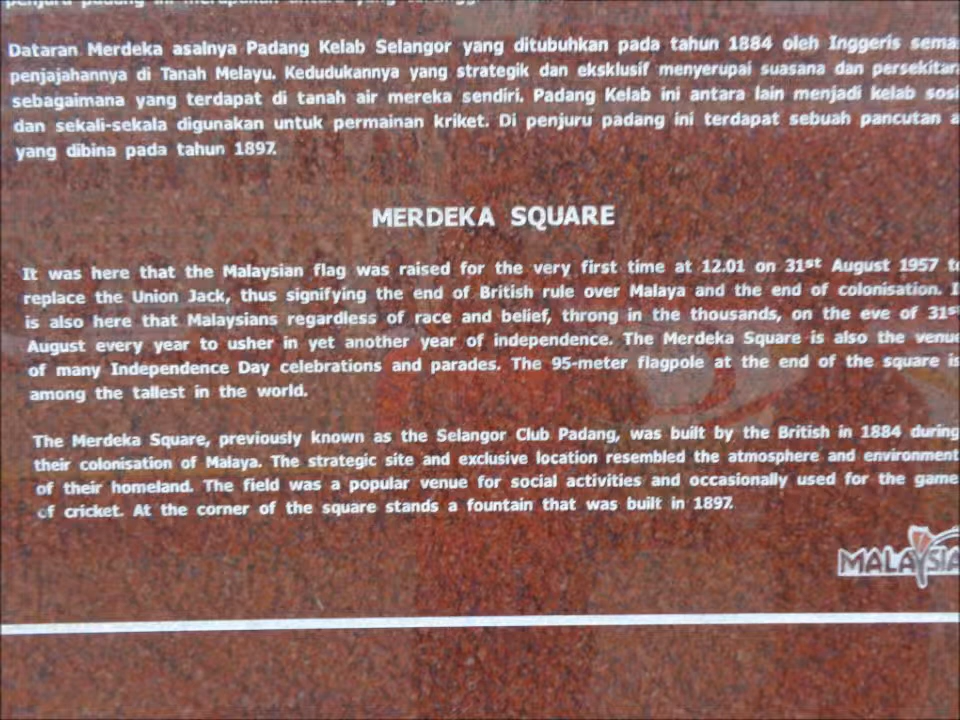 penjuru padang ini merupakan antara yang
Dataran Merdeka asalnya Padang Kelab Selangor yang ditubuhkan pada tahun 1884 oleh Inggeris sema
penjajahannya di Tanah Melayu. Kedudukannya yang strategik dan eksklusif menyerupai suasana dan persekitar
sebagaimana yang terdapat di tanah air mereka sendiri. Padang Kelab ini antara lain menjadi kelab sosi
dan sekali-sekala digunakan untuk permainan kriket. Di penjuru padang ini terdapat sebuah pancutan a
yang dibina pada tahun 1897.
MERDEKA SQUARE
It was here that the Malaysian flag was raised for the very first time at 12.01 on 31st August 1957 to
replace the Union Jack, thus signifying the end of British rule over Malaya and the end of colonisation. I
is also here that Malaysians regardless of race and belief, throng in the thousands, on the eve of 31st
August every year to usher in yet another year of independence. The Merdeka Square is also the venue
of many Independence Day celebrations and parades. The 95-meter flagpole at the end of the square is
among the tallest in the world.
The Merdeka Square, previously known as the Selangor Club Padang, was built by the British in 1884 during
their colonisation of Malaya. The strategic site and exclusive location resembled the atmosphere and environment
of their homeland. The field was a popular venue for social activities and occasionally used for the game
of cricket. At the corner of the square stands a fountain that was built in 1897.
MALAYSIA